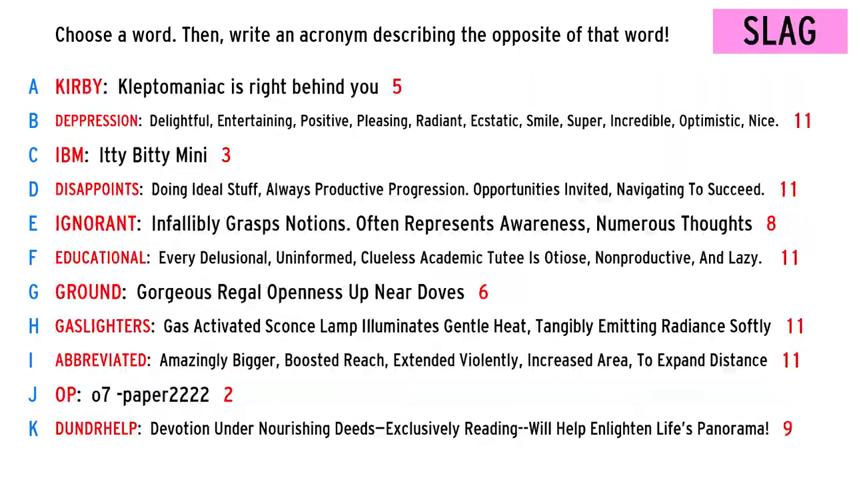 Choose a word. Then, write an acronym describing the opposite of that word! SLAG
A KIRBY: Kleptomaniac is right behind you 5
B DEPPRESSION: Delightful, Entertaining, Positive, Pleasing, Radiant, Ecstatic, Smile, Super, Incredible, Optimistic, Nice. 11
C IBM: Itty Bitty Mini 3
D DISAPPOINTS: Doing Ideal Stuff, Always Productive Progression. Opportunities Invited, Navigating To Succeed. 11
E IGNORANT: Infallibly Grasps Notions. Often Represents Awareness, Numerous Thoughts 8
F EDUCATIONAL: Every Delusional, Uninformed, Clueless Academic Tutee Is Otiose, Nonproductive, And Lazy. 11
G GROUND: Gorgeous Regal Openness Up Near Doves 6
H GASLIGHTERS: Gas Activated Sconce Lamp Illuminates Gentle Heat, Tangibly Emitting Radiance Softly 11
I ABBREVIATED: Amazingly Bigger, Boosted Reach, Extended Violently, Increased Area, To Expand Distance 11
J OP: o7 -paper2222 2
K DUNDRHELP: Devotion Under Nourishing Deeds—Exclusively Reading--Will Help Enlighten Life's Panorama! 9